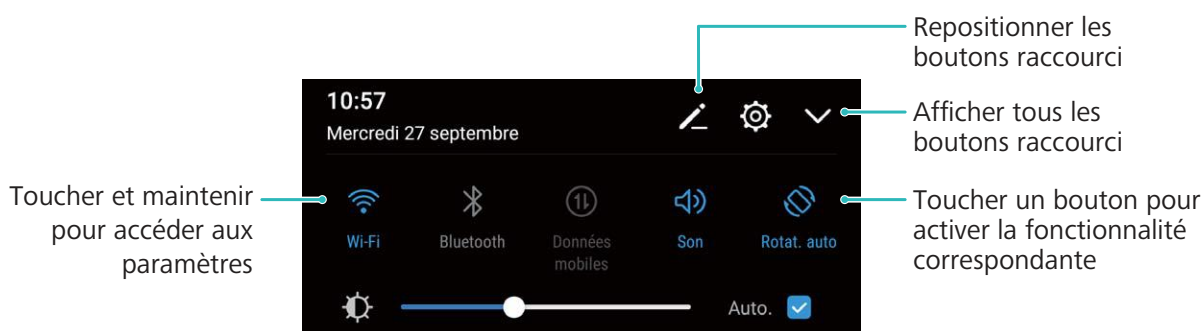 Repositionner les
boutons raccourci
10:57
Mercredi 27 septembre
Afficher tous les
boutons raccourci
Toucher et maintenir
pour accéder aux
paramètres
Wi-Fi
Bluetooth
Données
mobiles
Son
Rotat. auto
Toucher un bouton pour
activer la fonctionnalité
correspondante
Auto.